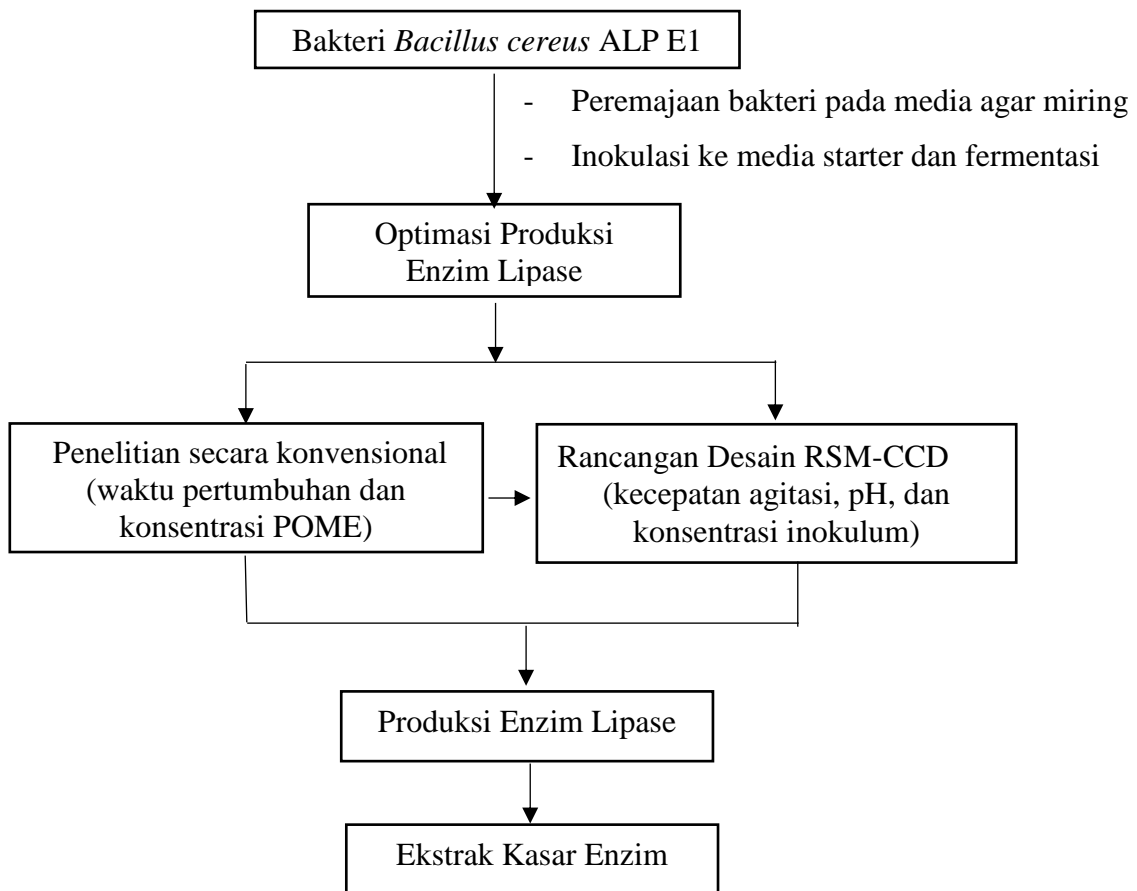 Bakteri Bacillus cereus ALP E1
- Peremajaan bakteri pada media agar miring
- Inokulasi ke media starter dan fermentasi
Optimasi Produksi
Enzim Lipase
Penelitian secara konvensional
(waktu pertumbuhan dan
konsentrasi POME)
Rancangan Desain RSM-CCD
(kecepatan agitasi, pH, dan
konsentrasi inokulum)
Produksi Enzim Lipase
Ekstrak Kasar Enzim